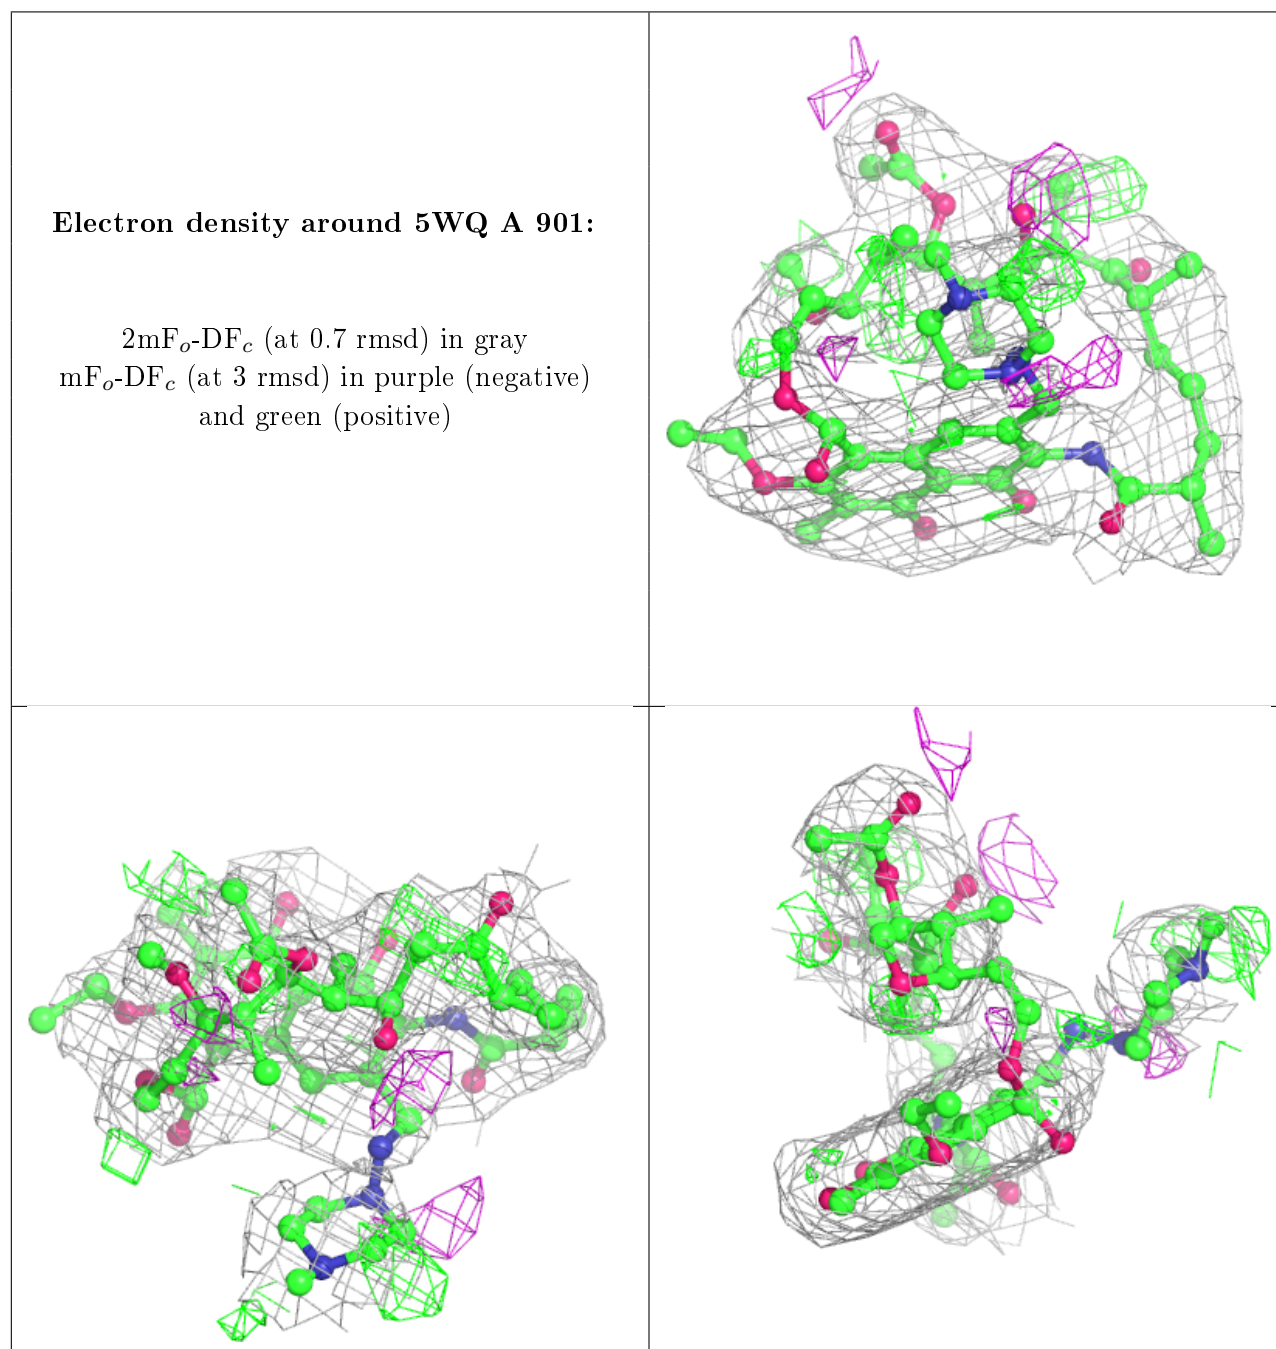 Electron density around 5WQ A 901:
2mFo-DFc (at 0.7 rmsd) in gray
mFo-DFc (at 3 rmsd) in purple (negative)
and green (positive)